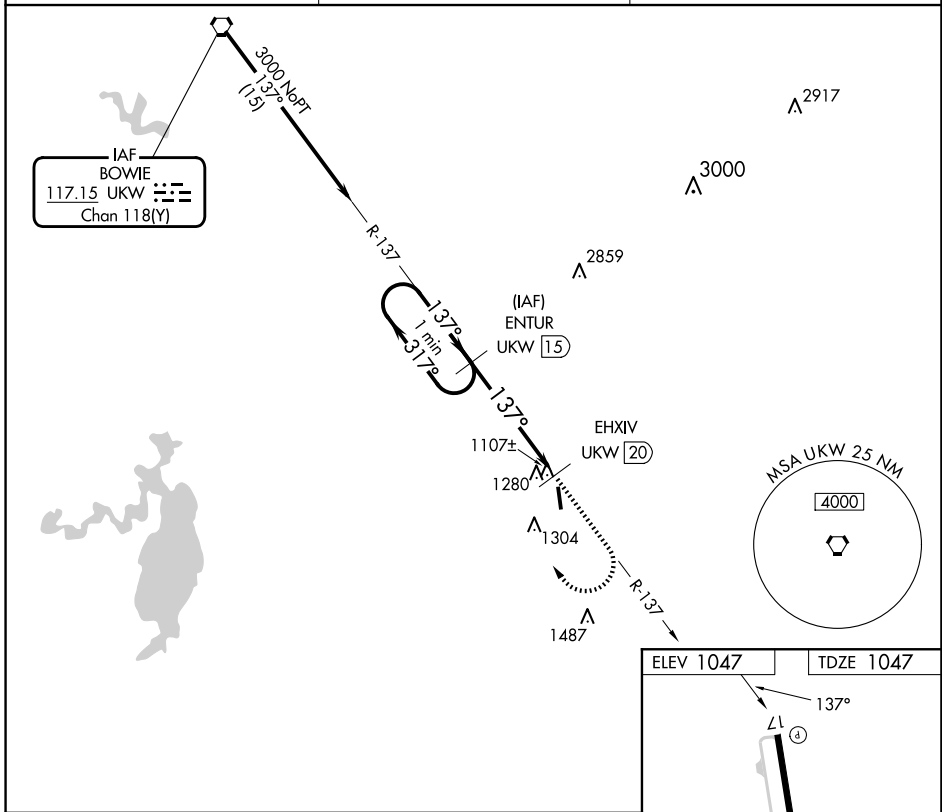 3000 NoPT
137°
(15)
2917
3000
IAF
BOWIE
117.15 UKW
Chan 118(Y)
R-137
2859
(IAF)
ENTUR
UKW 15
137°
1 min
317°
137°
EHXIV
UKW 20
1107±
1280
1304
MSA UKW 25 NM
4000
R-137
1487
ELEV 1047
TDZE 1047
137°
17
P